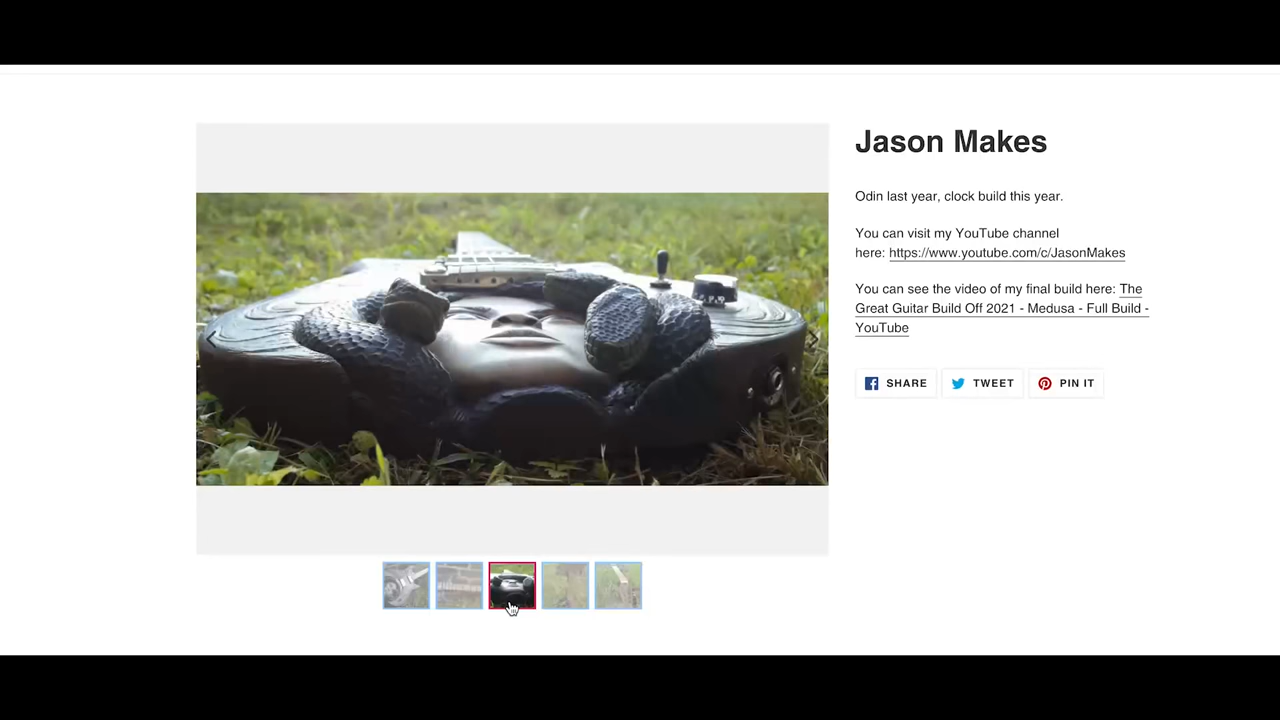 Jason Makes
Odin last year, clock build this year.
You can visit my YouTube channel
here: https://www.youtube.com/c/JasonMakes
You can see the video of my final build here: The
Great Guitar Build Off 2021 - Medusa - Full Build -
YouTube
SHARE
TWEET
PIN IT